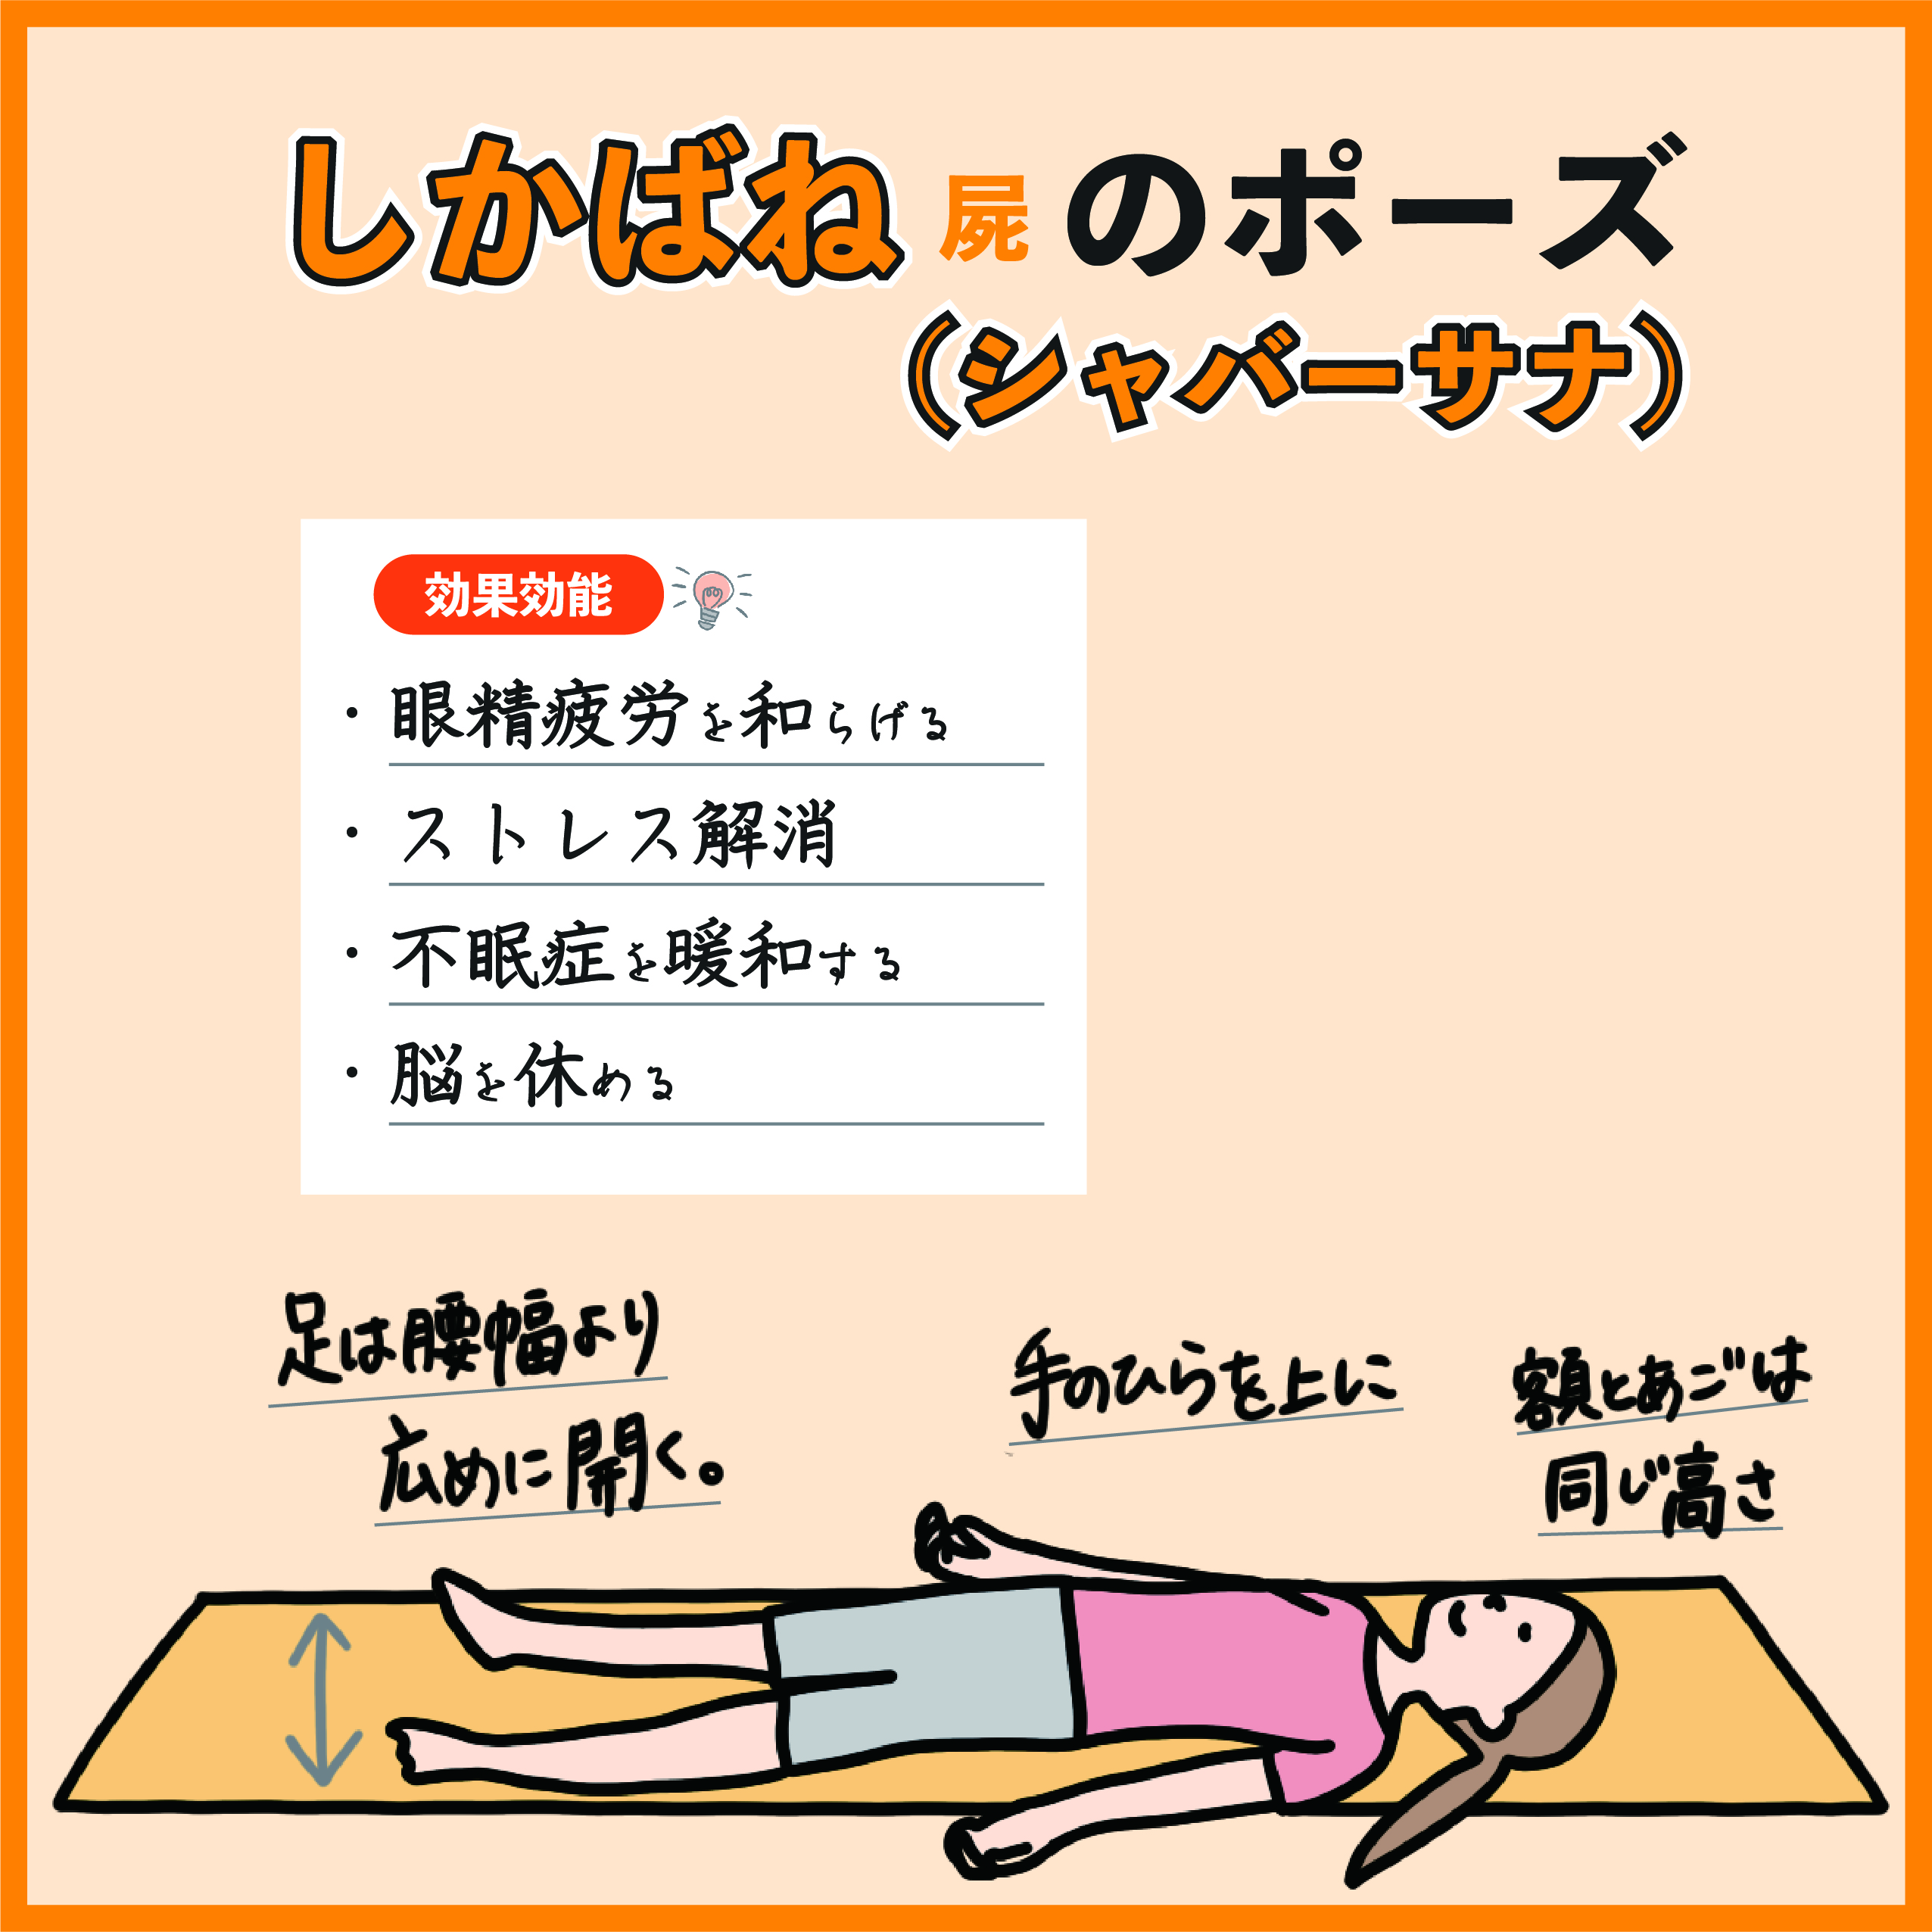 しかばね 屍 のポーズ
(シャバーサナ)
効果効能
・眼精疲労を和らげる
・ストレス解消
・不眠症を暖和する
・脳を休める
足は腰幅より
広めに開く。
手のひらを上に
額とあごは
同じ高さ